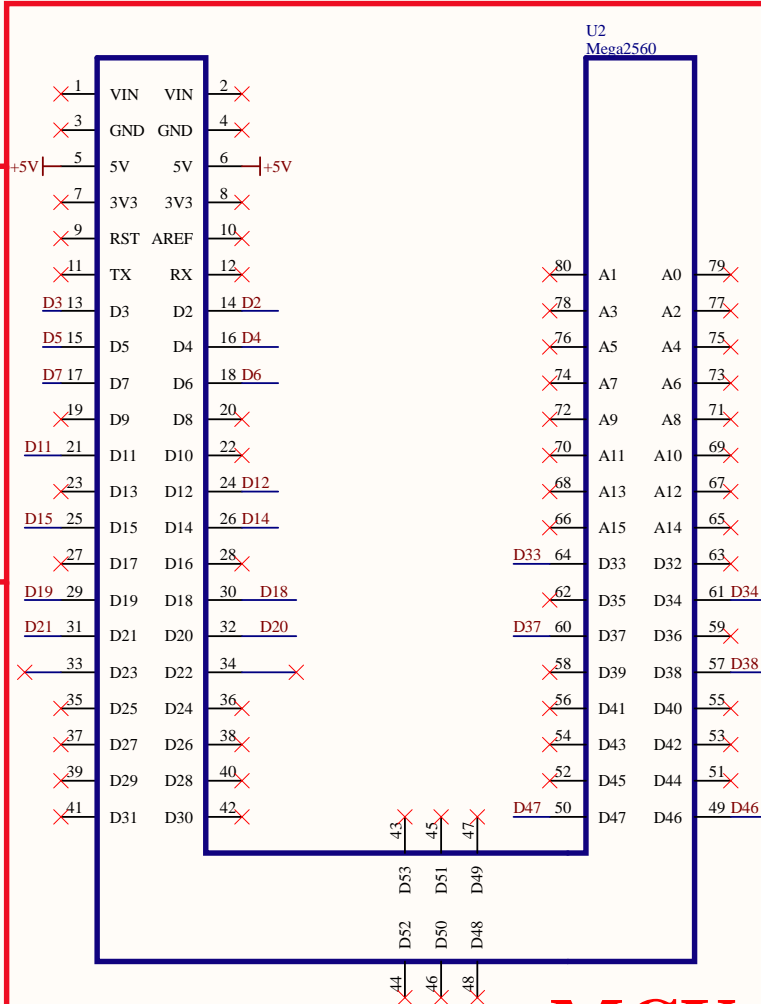 U2
Mega2560
1 VIN VIN 2
3 GND GND 4
+5V 5 5V 5V 6 +5V
7 3V3 3V3 8
9 RST AREF 10
11 TX RX 12
80 A1 A0 79
D3 13 D3 D2 14 D2
78 A3 A2 77
D5 15 D5 D4 16 D4
76 A5 A4 75
D7 17 D7 D6 18 D6
74 A7 A6 73
19 D9 D8 20
72 A9 A8 71
D11 21 D11 D10 22
70 A11 A10 69
23 D13 D12 24 D12
68 A13 A12 67
D15 25 D15 D14 26 D14
66 A15 A14 65
27 D17 D16 28
D33 64 D33 D32 63
D19 29 D19 D18 30 D18
62 D35 D34 61 D34
D21 31 D21 D20 32 D20
D37 60 D37 D36 59
33 D23 D22 34
58 D39 D38 57 D38
35 D25 D24 36
56 D41 D40 55
37 D27 D26 38
54 D43 D42 53
39 D29 D28 40
52 D45 D44 51
41 D31 D30 42
D47 50 D47 D46 49 D46
43 45 47
D53 D51 D49
D52 D50 D48
44 46 48